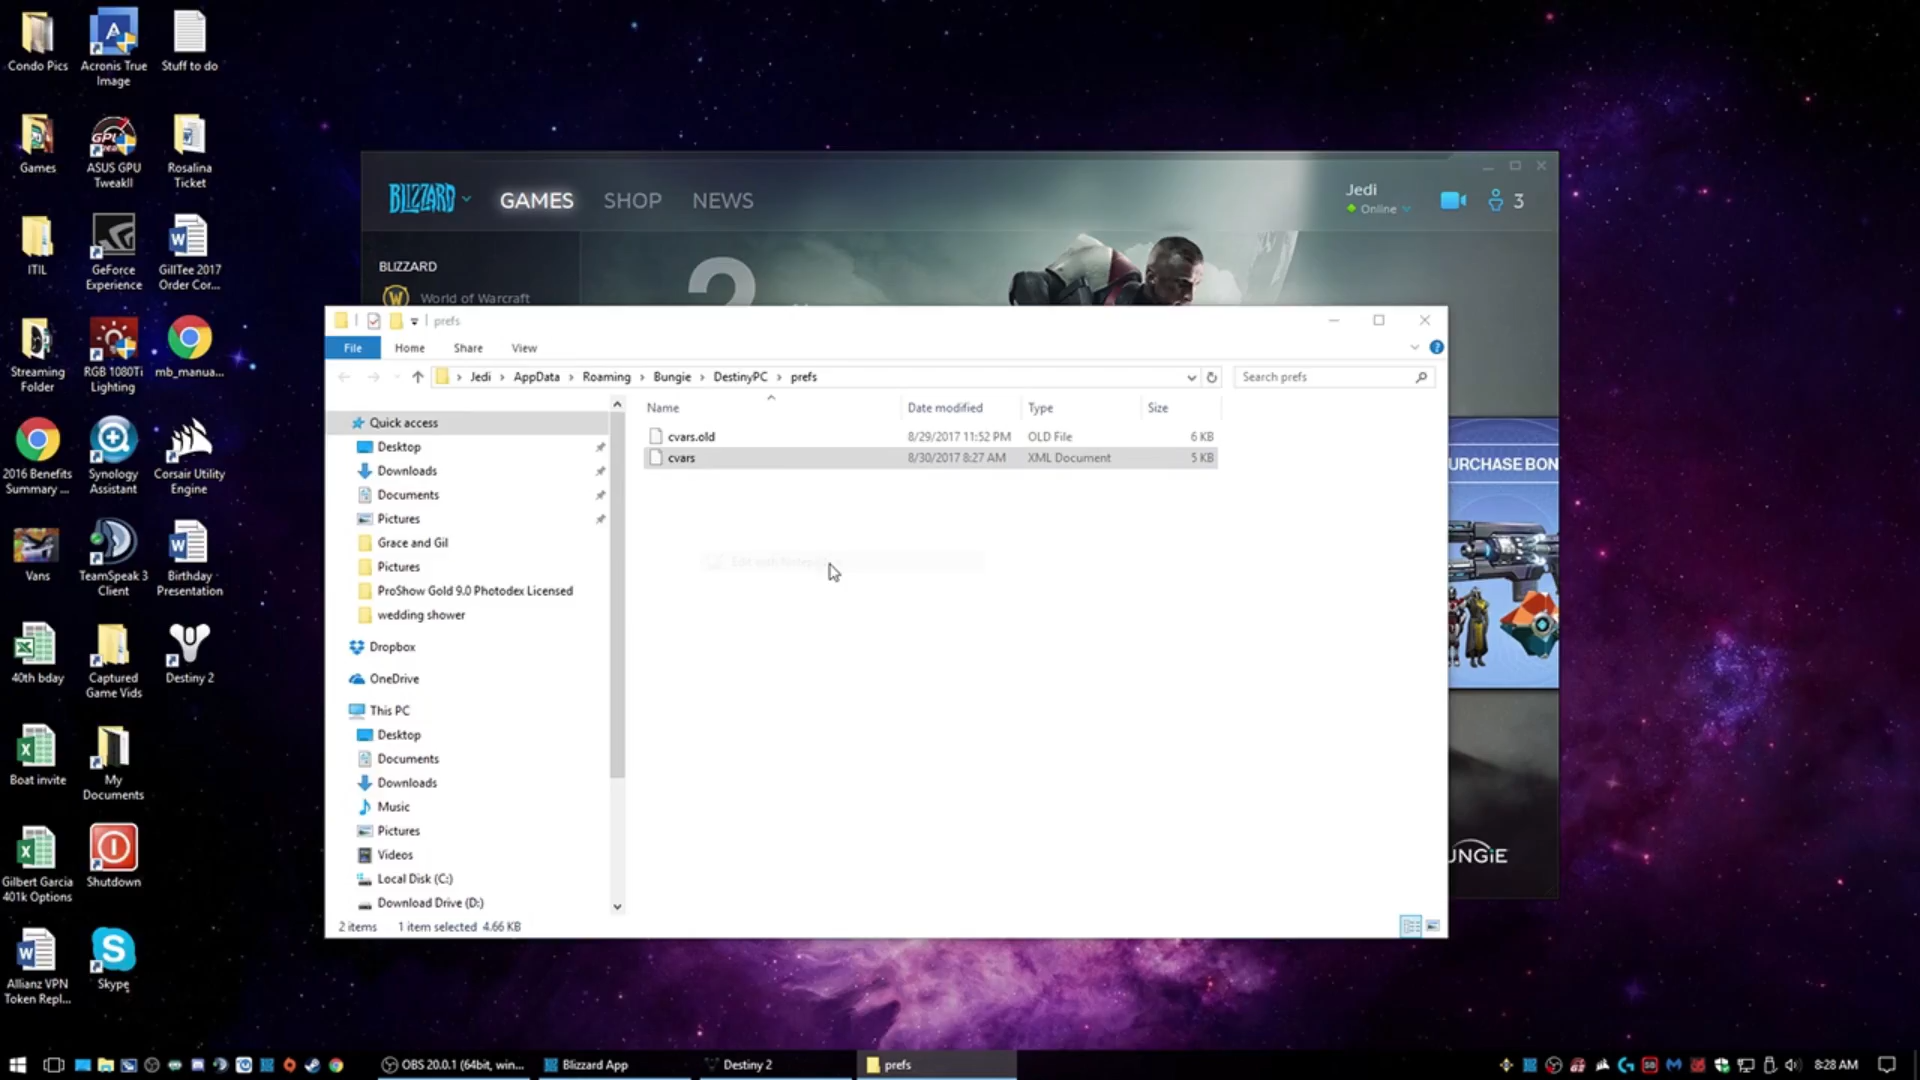 Condo Pics
Acronis True
Image
Stuff to do
Games
ASUS GPU
TweakII
Rosalina
Ticket
ITIL
GeForce
Experience
GillTee 2017
Order Cor...
Streaming
Folder
RGB 1080Ti
Lighting
mb_manua...
2016 Benefits
Summary ...
Synology
Assistant
Corsair Utility
Engine
Vans
TeamSpeak 3
Client
Birthday
Presentation
40th bday
Captured
Game Vids
Destiny 2
Boat invite
My
Documents
Gilbert Garcia
401k Options
Shutdown
Allianz VPN
Token Repl...
Skype
BLIZZARD
GAMES
SHOP
NEWS
Jedi
Online
3
BLIZZARD
World of Warcraft
2
prefs
File
Home
Share
View
Jedi > AppData > Roaming > Bungie > DestinyPC > prefs
Search prefs
Name
Date modified
Type
Size
cvars.old
8/29/2017 11:52 PM
OLD File
6 KB
cvars
8/30/2017 8:27 AM
XML Document
5 KB
Quick access
Desktop
Downloads
Documents
Pictures
Grace and Gil
Pictures
ProShow Gold 9.0 Photodex Licensed
wedding shower
Dropbox
OneDrive
This PC
Desktop
Documents
Downloads
Music
Pictures
Videos
Local Disk (C:)
Download Drive (D:)
Edit with
2 items
1 item selected 4.66 KB
URCHASE BON
UNGiE
OBS 20.0.1 (64bit, win...
Blizzard App
Destiny 2
prefs
8:28 AM